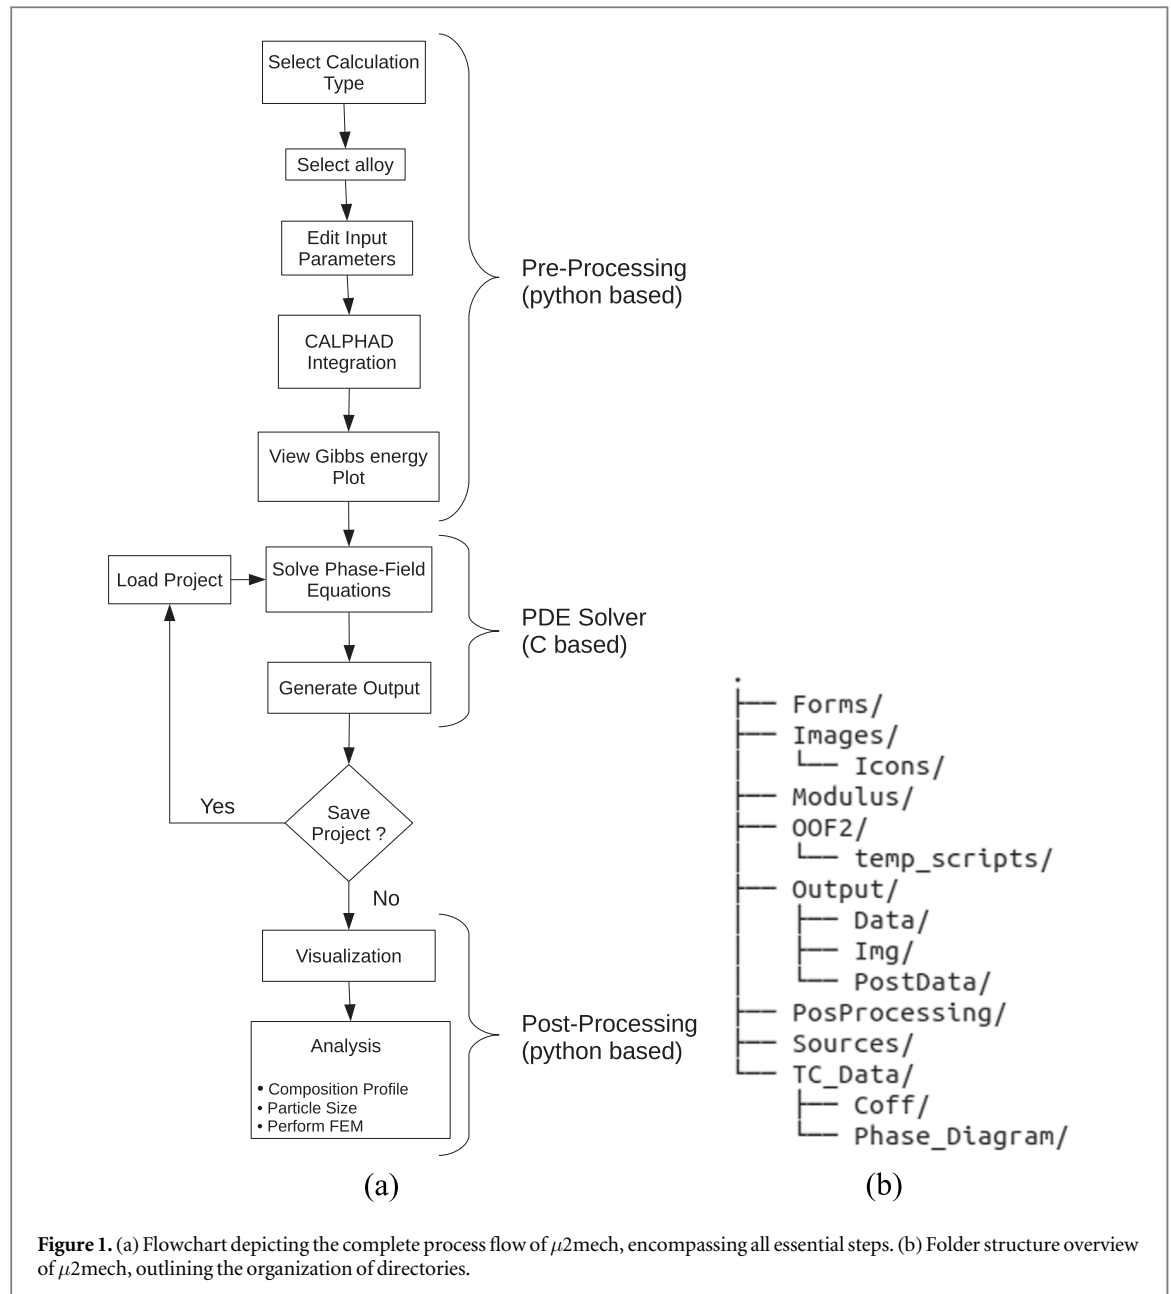 Select Calculation
Type
Select alloy
Edit Input
Parameters
CALPHAD
Integration
View Gibbs energy
Plot
Pre-Processing
(python based)
Load Project
Solve Phase-Field
Equations
Generate Output
PDE Solver
(C based)
Save
Project ?
Yes
No
Visualization
Analysis
• Composition Profile
• Particle Size
• Perform FEM
Post-Processing
(python based)
(a)
.
├── Forms/
├── Images/
│   └── Icons/
├── Modulus/
├── OOF2/
│   └── temp_scripts/
├── Output/
│   ├── Data/
│   ├── Img/
│   └── PostData/
├── PosProcessing/
├── Sources/
└── TC_Data/
    ├── Coff/
    └── Phase_Diagram/
(b)
Figure 1. (a) Flowchart depicting the complete process flow of μ2mech, encompassing all essential steps. (b) Folder structure overview
of μ2mech, outlining the organization of directories.